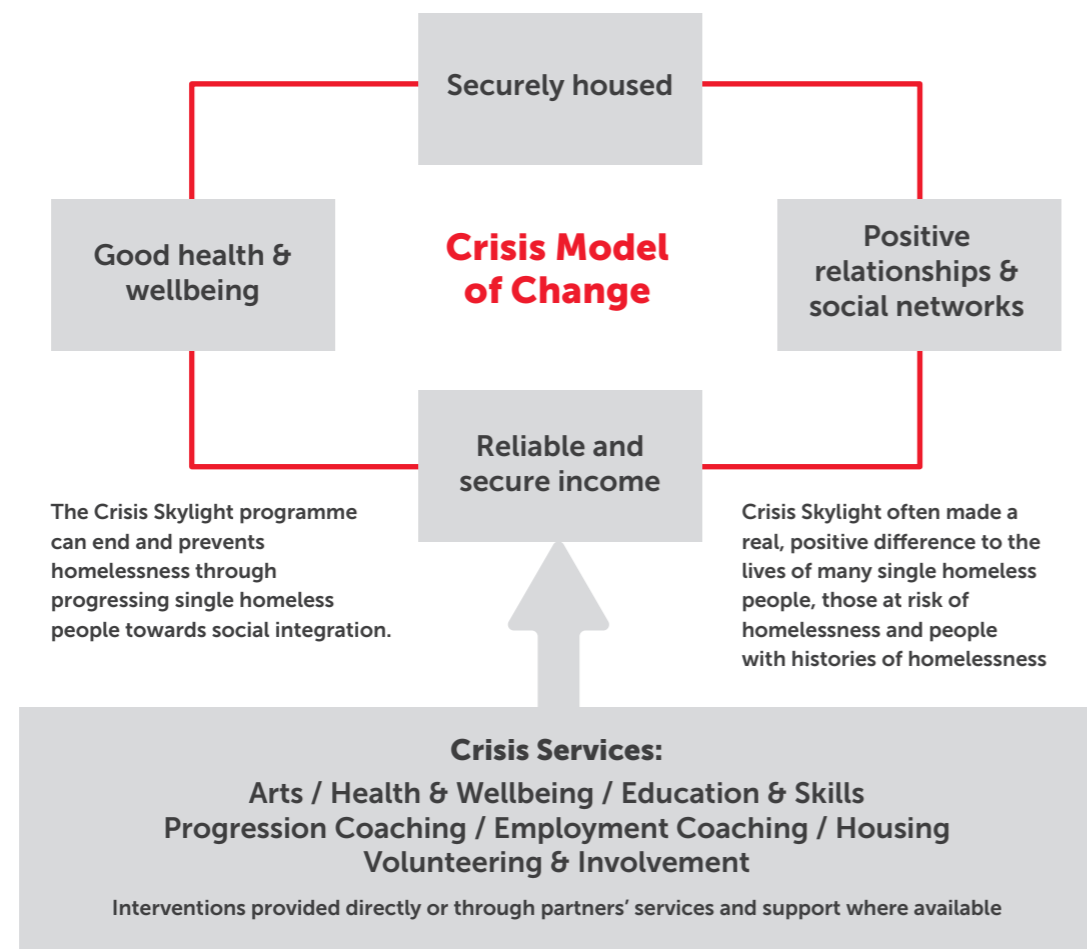 Securely housed
Good health &
wellbeing
Crisis Model
of Change
Positive
relationships &
social networks
Reliable and
secure income
The Crisis Skylight programme
can end and prevents
homelessness through
progressing single homeless
people towards social integration.
Crisis Skylight often made a
real, positive difference to the
lives of many single homeless
people, those at risk of
homelessness and people
with histories of homelessness
Crisis Services:
Arts / Health & Wellbeing / Education & Skills
Progression Coaching / Employment Coaching / Housing
Volunteering & Involvement
Interventions provided directly or through partners’ services and support where available